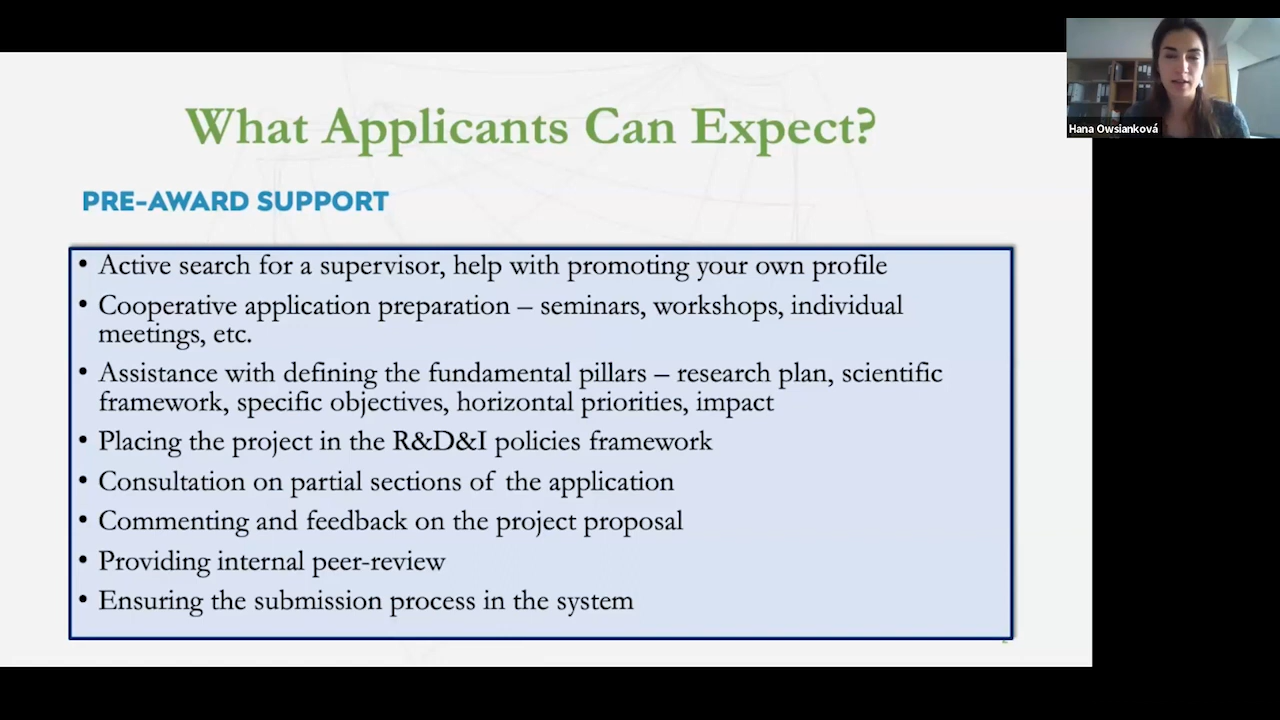 What Applicants Can Expect?
PRE-AWARD SUPPORT
• Active search for a supervisor, help with promoting your own profile
• Cooperative application preparation – seminars, workshops, individual
meetings, etc.
• Assistance with defining the fundamental pillars – research plan, scientific
framework, specific objectives, horizontal priorities, impact
• Placing the project in the R&D&I policies framework
• Consultation on partial sections of the application
• Commenting and feedback on the project proposal
• Providing internal peer-review
• Ensuring the submission process in the system
Hana Owsianková